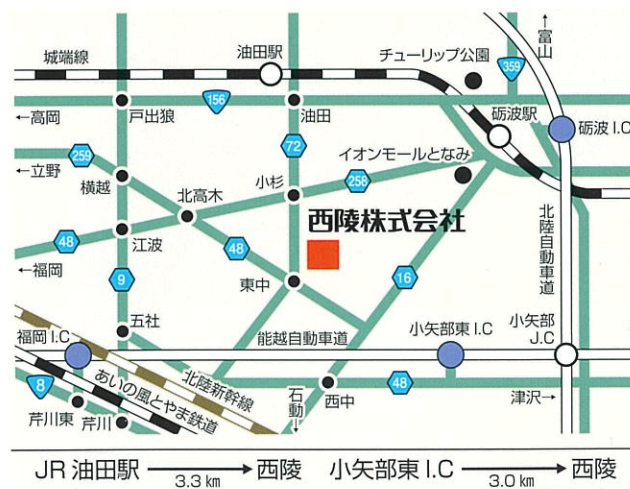 城端線
油田駅
チューリップ公園
359
↑富山
←高岡
戸出狼
156
油田
砺波駅
砺波 I.C
←立野
259
72
イオンモールとなみ
横越
北高木
小杉
258
西陵株式会社
48
江波
48
←福岡
9
東中
16
北陸自動車道
五社
福岡 I.C
能越自動車道
小矢部東 I.C
小矢部
J.C
北陸新幹線
あいの風とやま鉄道
8
石動→
西中
48
津沢→
芹川東
芹川
JR 油田駅 → 西陵
3.3 km
小矢部東 I.C → 西陵
3.0 km